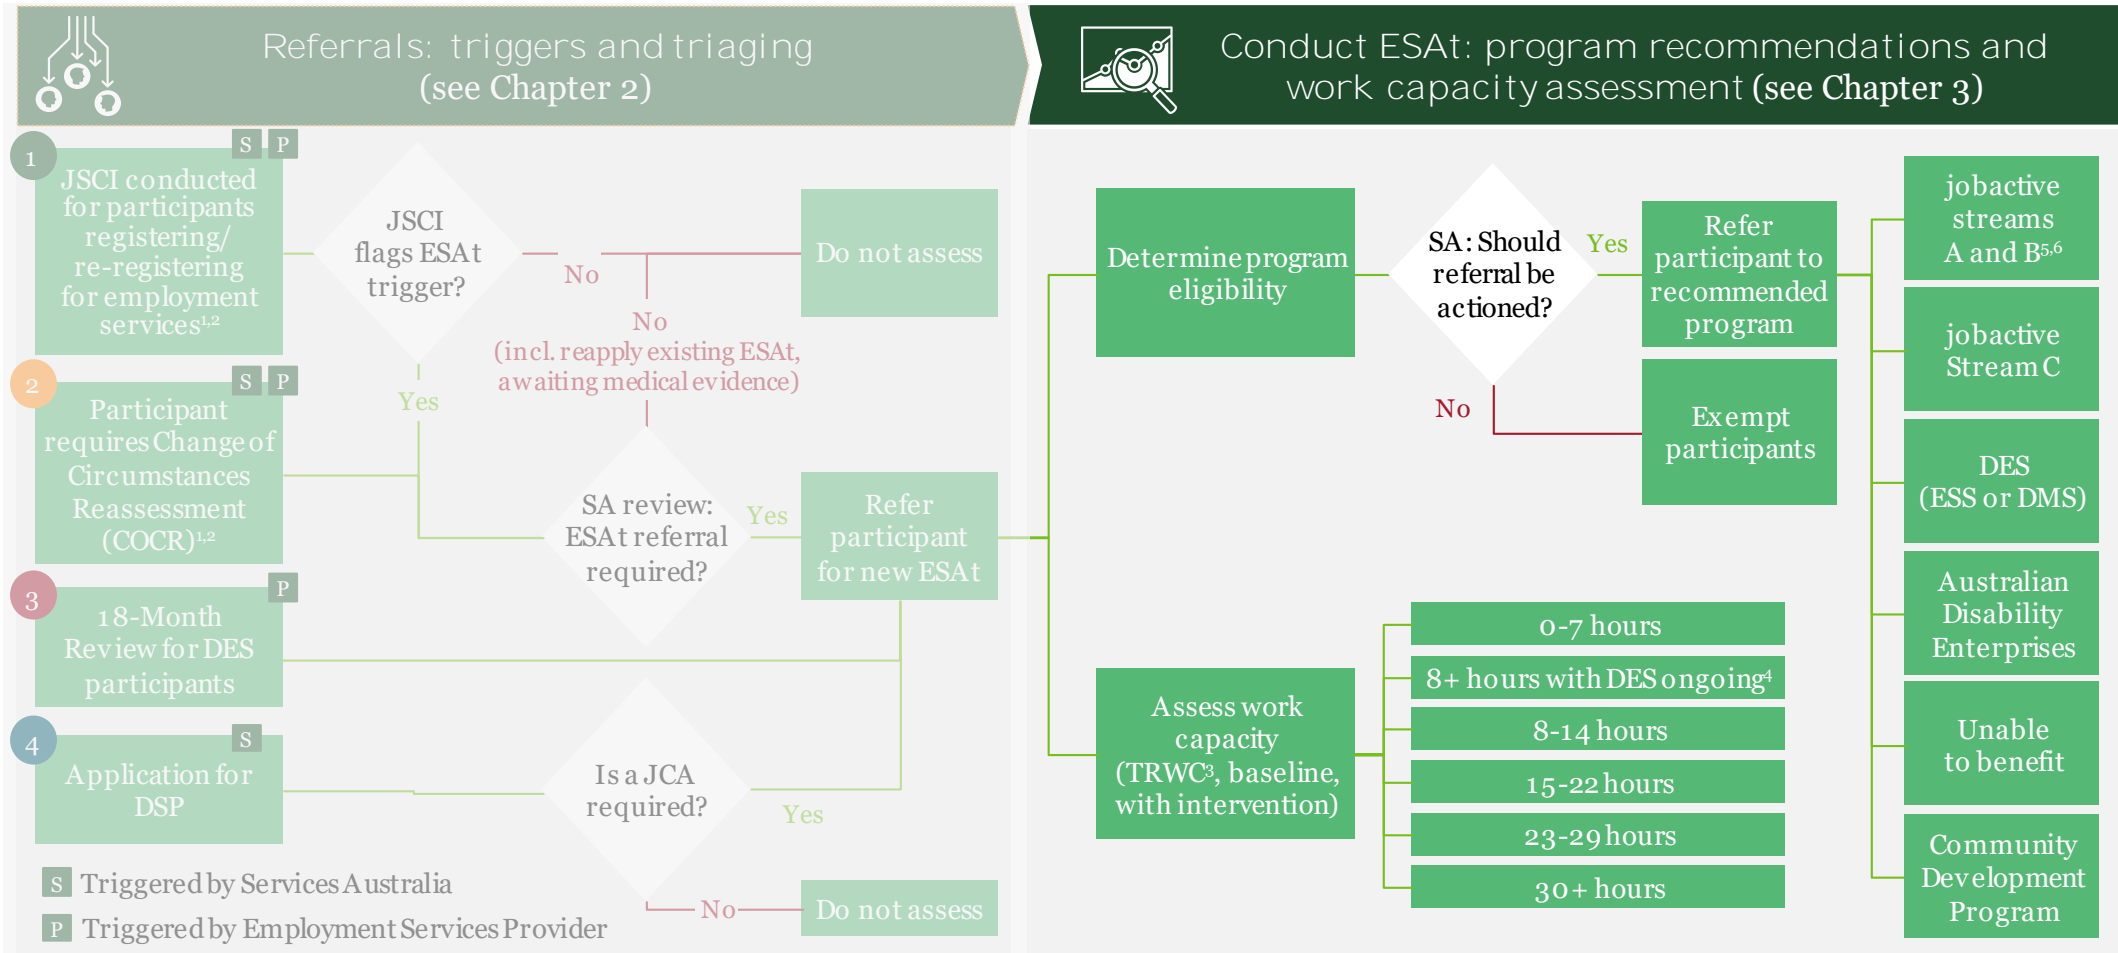 Referrals: triggers and triaging
(see Chapter 2)
Conduct ESAt: program recommendations and
work capacity assessment (see Chapter 3)
1
S P
JSCI conducted
for participants
registering/
re-registering
for employment
services¹,²
JSCI
flags ESAt
trigger?
No
Do not assess
No
(incl. reapply existing ESAt,
awaiting medical evidence)
Yes
2
S P
Participant
requires Change of
Circumstances
Reassessment
(COCR)¹,²
SA review:
ESAt referral
required?
Yes
Refer
participant
for new ESAt
3
P
18-Month
Review for DES
participants
4
S
Application for
DSP
Is a JCA
required?
Yes
No
Do not assess
S Triggered by Services Australia
P Triggered by Employment Services Provider
Determine program
eligibility
SA: Should
referral be
actioned?
Yes
Refer
participant to
recommended
program
No
Exempt
participants
Assess work
capacity
(TRWC³, baseline,
with intervention)
0-7 hours
8+ hours with DES ongoing⁴
8-14 hours
15-22 hours
23-29 hours
30+ hours
jobactive
streams
A and B⁵,⁶
jobactive
Stream C
DES
(ESS or DMS)
Australian
Disability
Enterprises
Unable
to benefit
Community
Development
Program